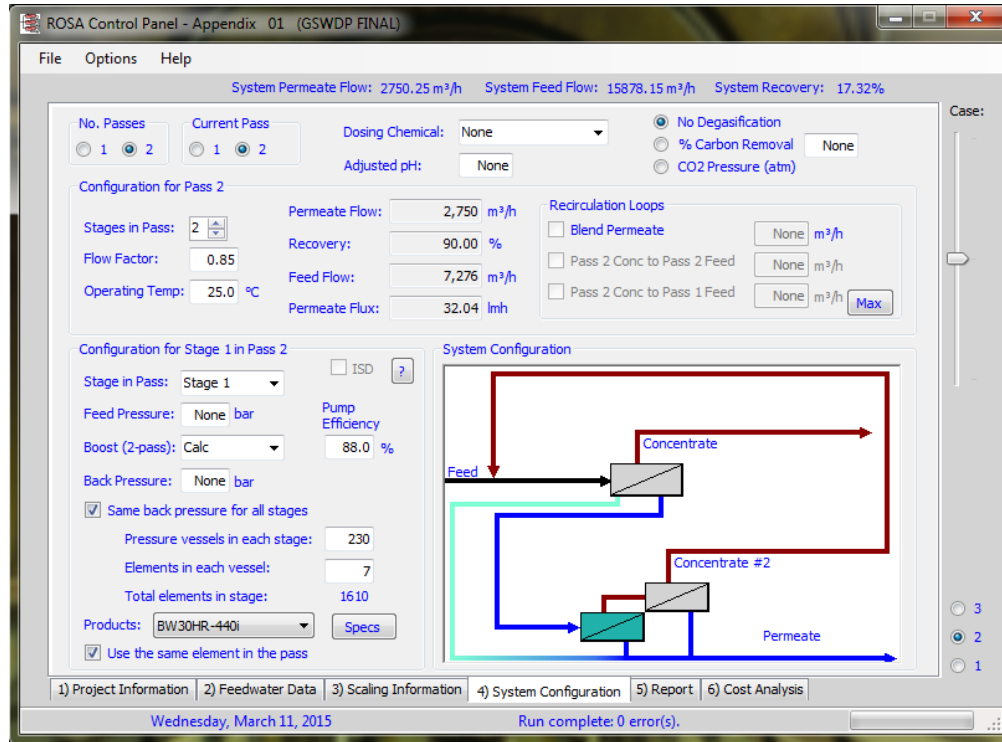 ROSA Control Panel - Appendix 01 (GSWDP FINAL)
File Options Help
System Permeate Flow: 2750.25 m³/h System Feed Flow: 15878.15 m³/h System Recovery: 17.32%
Case:
No. Passes
1 2
Current Pass
1 2
Dosing Chemical: None
Adjusted pH: None
No Degasification
% Carbon Removal None
CO2 Pressure (atm)
Configuration for Pass 2
Stages in Pass: 2
Flow Factor: 0.85
Operating Temp: 25.0 °C
Permeate Flow: 2,750 m³/h
Recovery: 90.00 %
Feed Flow: 7,276 m³/h
Permeate Flux: 32.04 lmh
Recirculation Loops
Blend Permeate None m³/h
Pass 2 Conc to Pass 2 Feed None m³/h
Pass 2 Conc to Pass 1 Feed None m³/h Max
Configuration for Stage 1 in Pass 2
ISD ?
Stage in Pass: Stage 1
Feed Pressure: None bar
Pump
Efficiency
Boost (2-pass): Calc 88.0 %
Back Pressure: None bar
Same back pressure for all stages
Pressure vessels in each stage: 230
Elements in each vessel: 7
Total elements in stage: 1610
Products: BW30HR-440i Specs
Use the same element in the pass
System Configuration
Concentrate
Feed
Concentrate #2
Permeate
3
2
1
1) Project Information 2) Feedwater Data 3) Scaling Information 4) System Configuration 5) Report 6) Cost Analysis
Wednesday, March 11, 2015 Run complete: 0 error(s).